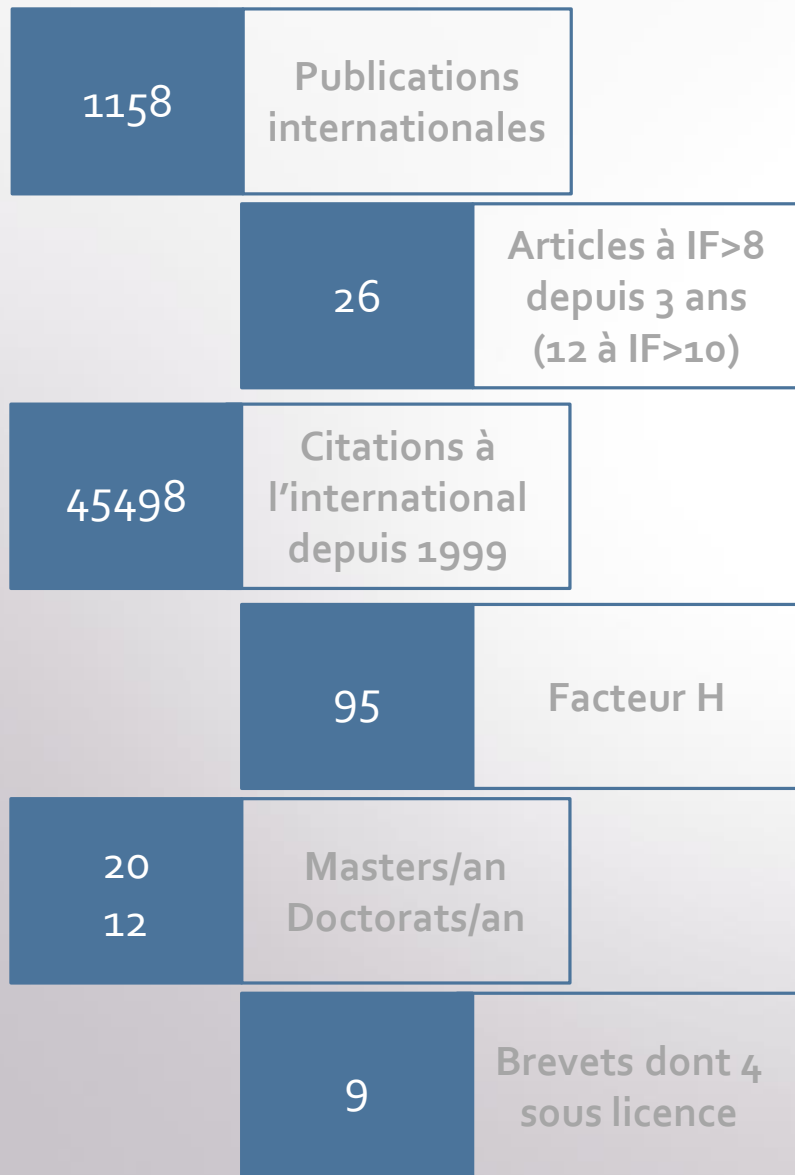 1158
Publications
internationales
26
Articles à IF>8
depuis 3 ans
(12 à IF>10)
45498
Citations à
l’international
depuis 1999
95
Facteur H
20
12
Masters/an
Doctorats/an
9
Brevets dont 4
sous licence